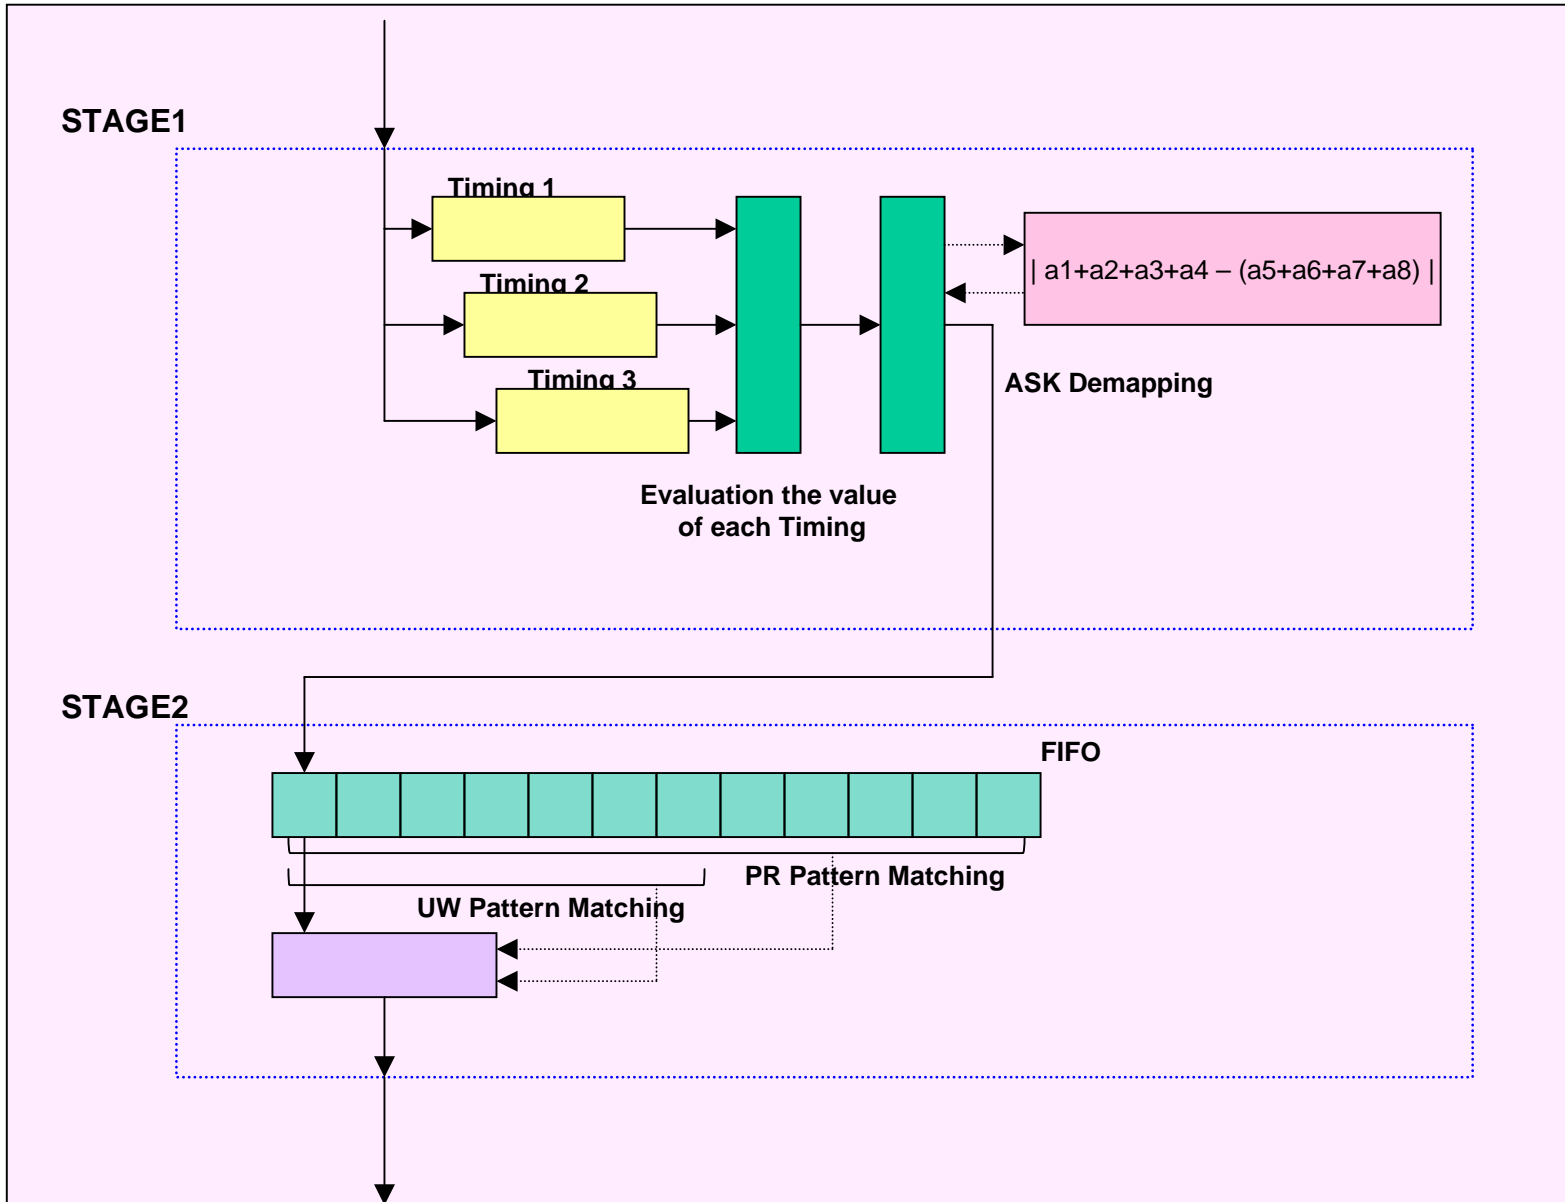 STAGE1
Timing 1
Timing 2
Timing 3
| a1+a2+a3+a4 – (a5+a6+a7+a8) |
ASK Demapping
Evaluation the value
of each Timing
STAGE2
FIFO
PR Pattern Matching
UW Pattern Matching